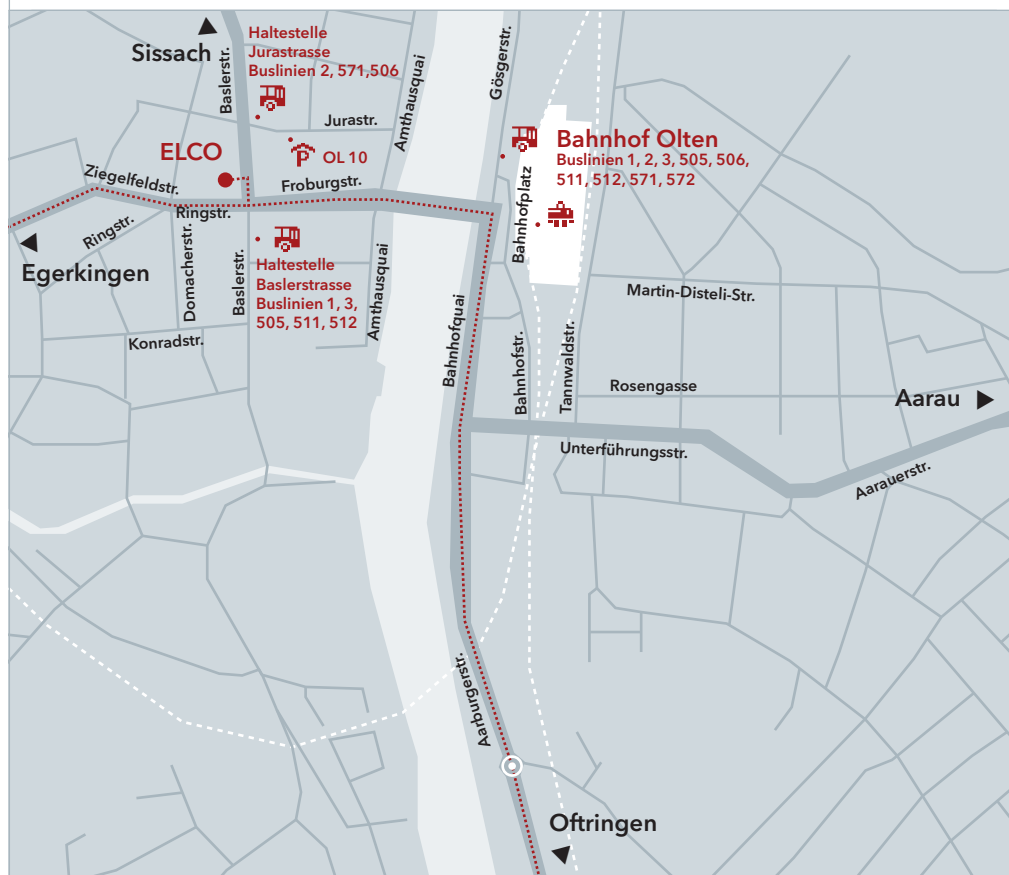 Sissach
Baslerstr.
Haltestelle
Jurastrasse
Buslinien 2, 571,506
Amthausquai
Gösgerstr.
Jurastr.
Bahnhof Olten
Buslinien 1, 2, 3, 505, 506,
511, 512, 571, 572
ELCO
OL 10
Ziegelfeldstr.
Froburgstr.
Ringstr.
Ringstr.
Bahnhofplatz
Egerkingen
Domacherstr.
Baslerstr.
Haltestelle
Baslerstrasse
Buslinien 1, 3,
505, 511, 512
Amthausquai
Martin-Disteli-Str.
Konradstr.
Bahnhofquai
Bahnhofstr.
Tannwaldstr.
Rosengasse
Aarau
Unterführungsstr.
Aarauerstr.
Aarburgerstr.
Oftringen